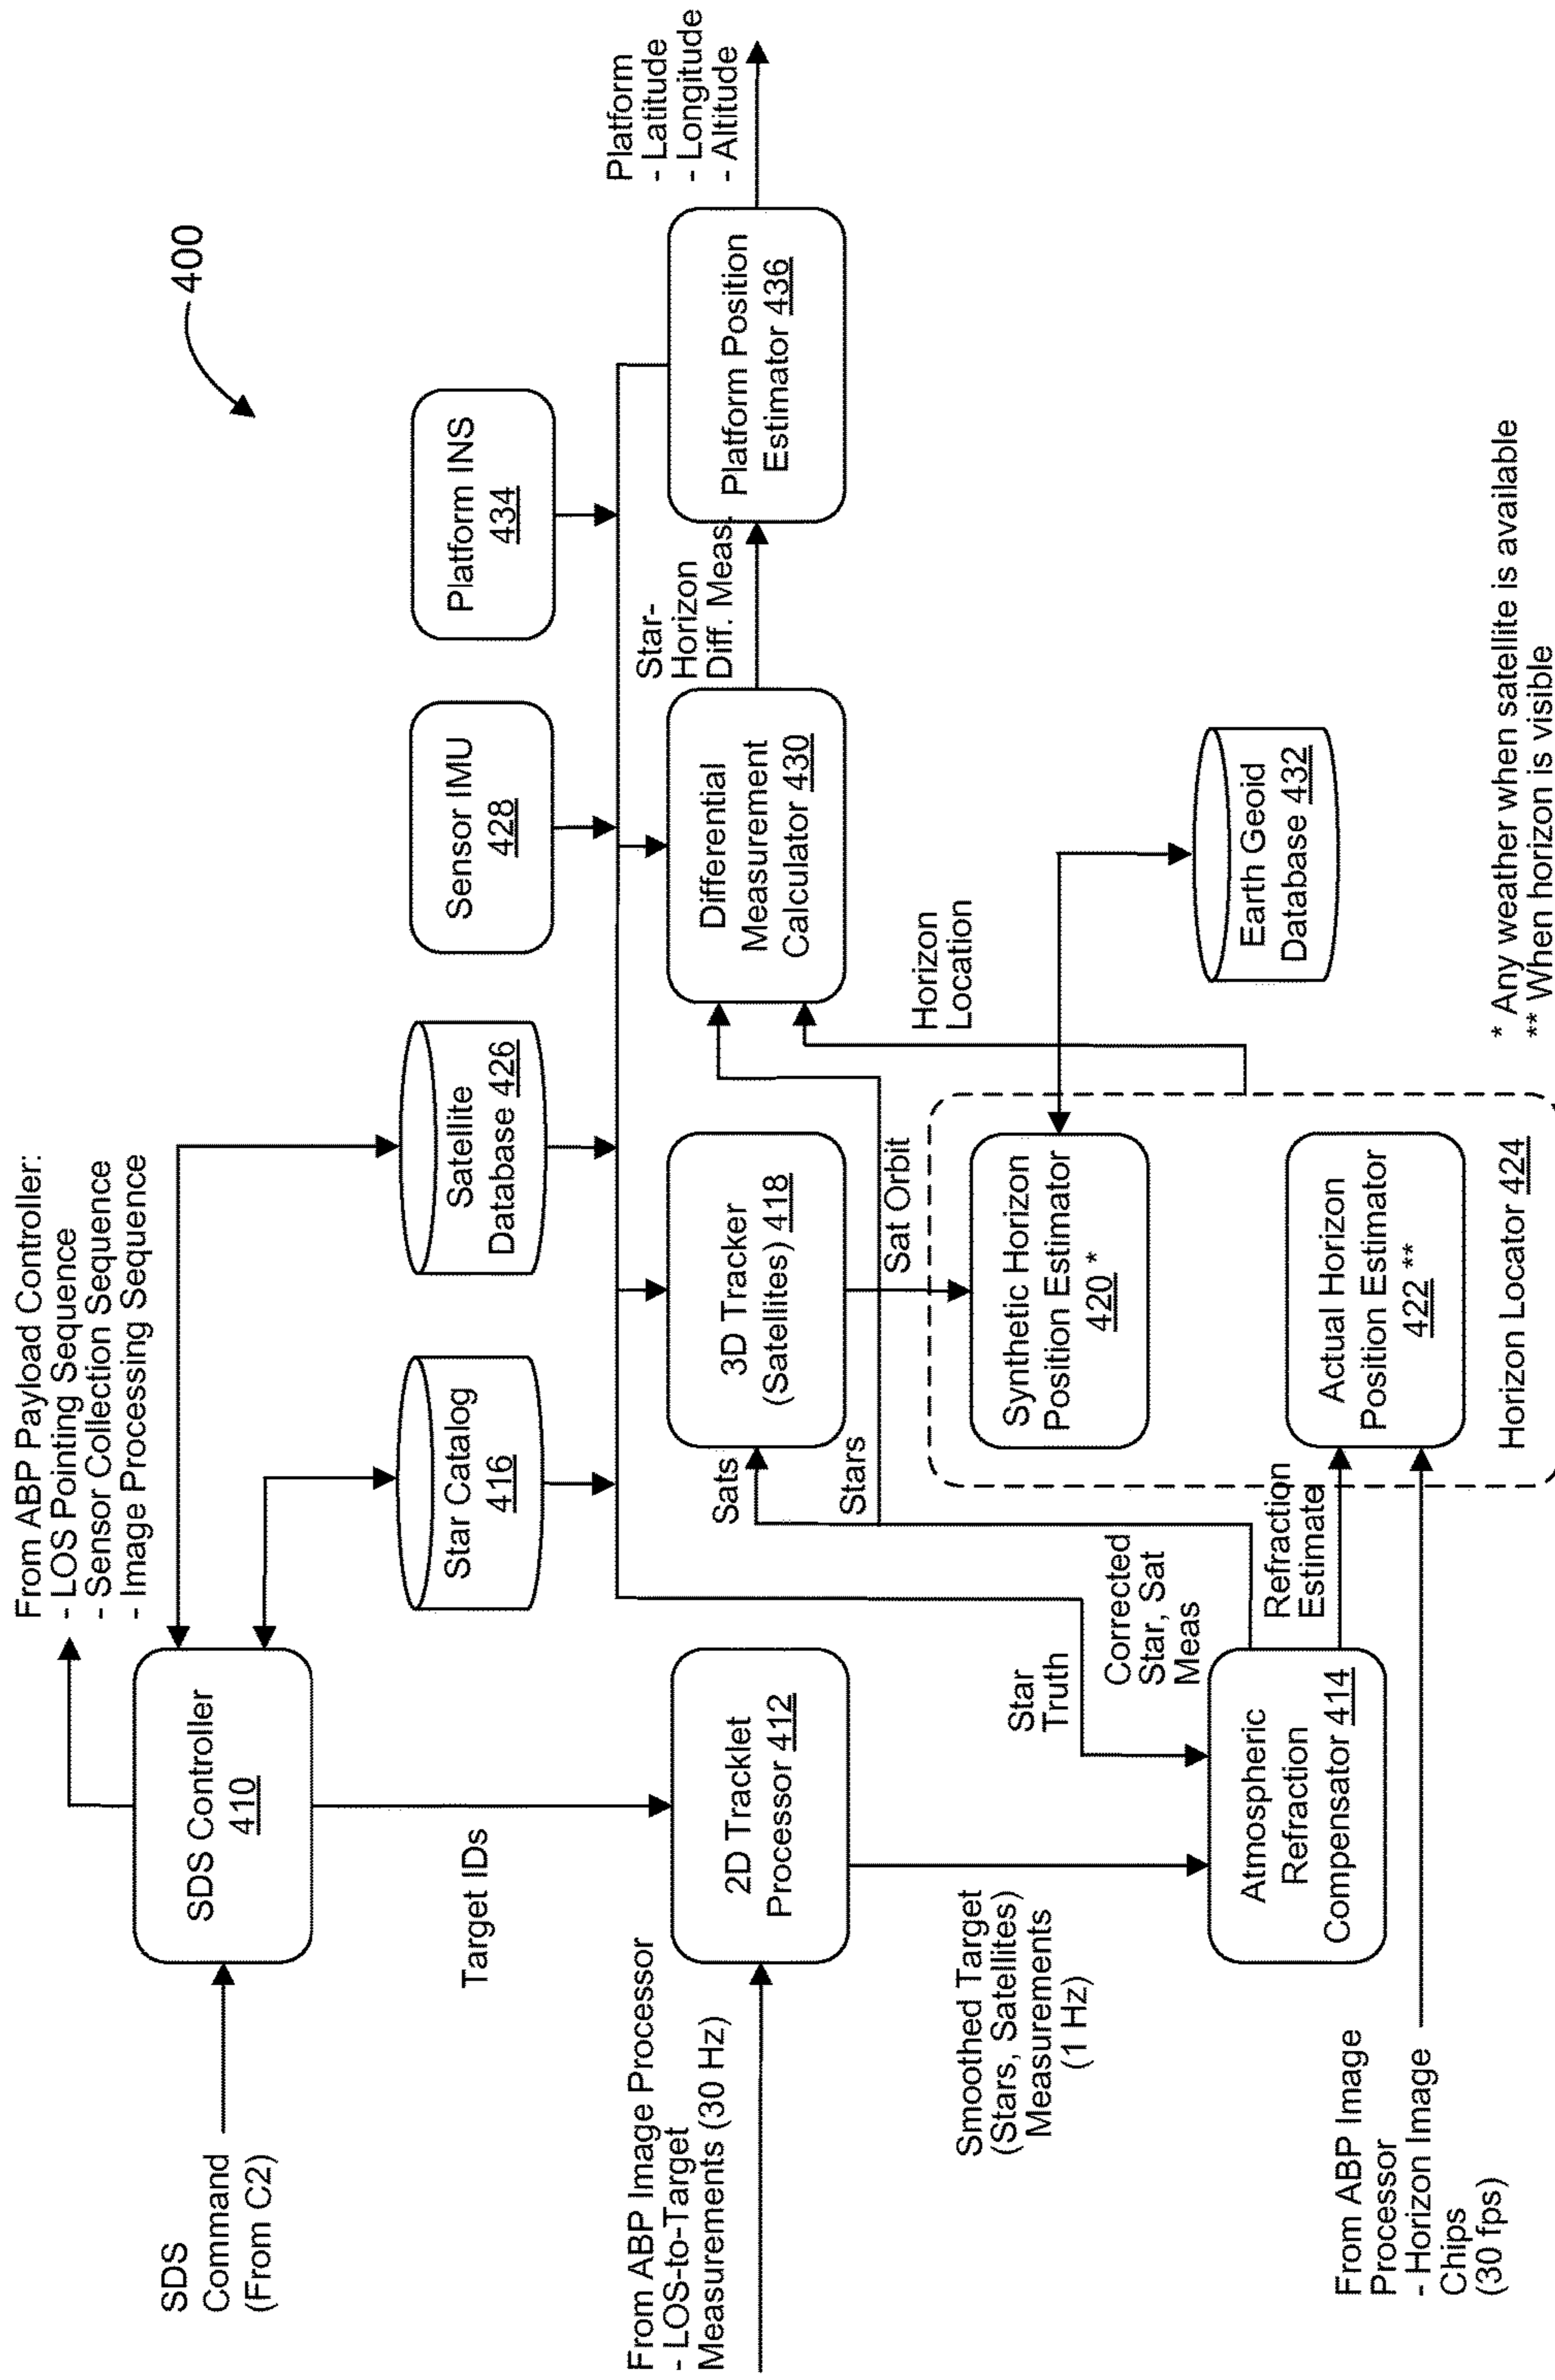 400
From ABP Payload Controller:
- LOS Pointing Sequence
- Sensor Collection Sequence
- Image Processing Sequence
SDS
Command
(From C2)
SDS Controller
410
Star Catalog
416
Satellite
Database 426
Sensor IMU
428
Platform INS
434
Target IDs
From ABP Image Processor
- LOS-to-Target
Measurements (30 Hz)
2D Tracklet
Processor 412
Sats
Stars
3D Tracker
(Satellites) 418
Sat Orbit
Differential
Measurement
Calculator 430
Star-
Horizon
Diff. Meas.
Platform Position
Estimator 436
Platform
- Latitude
- Longitude
- Altitude
Smoothed Target
(Stars, Satellites)
Measurements
(1 Hz)
Star
Truth
Corrected
Star, Sat
Meas
Horizon
Location
Synthetic Horizon
Position Estimator
420 *
Earth Geoid
Database 432
Atmospheric
Refraction
Compensator 414
Refraction
Estimate
Actual Horizon
Position Estimator
422 **
Horizon Locator 424
From ABP Image
Processor
- Horizon Image
Chips
(30 fps)
* Any weather when satellite is available
** When horizon is visible